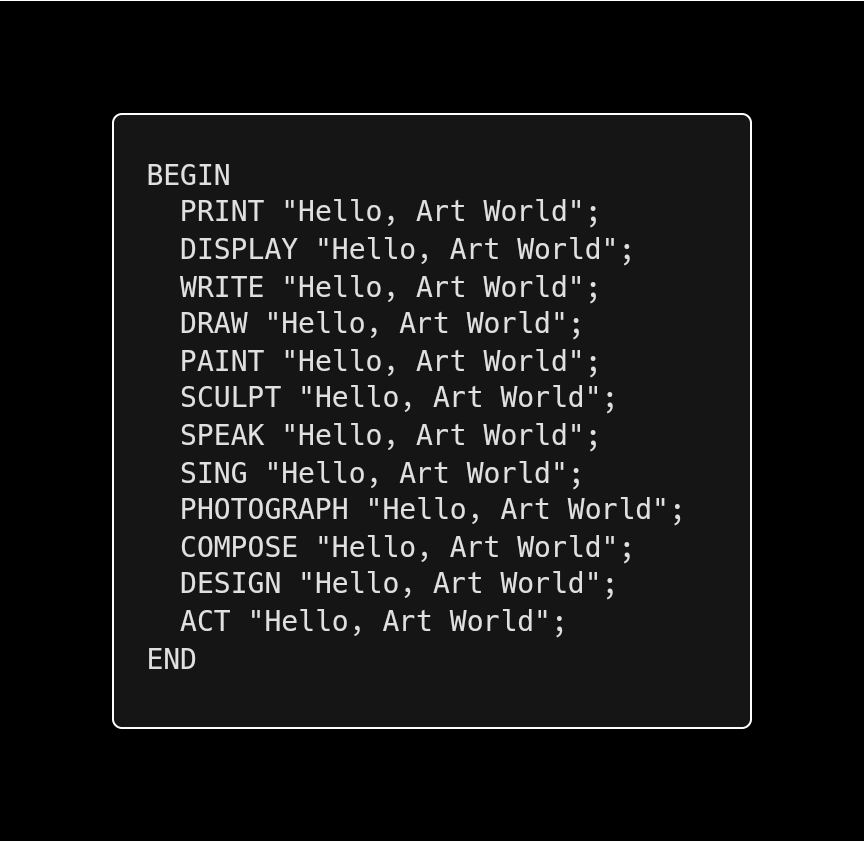 BEGIN
PRINT "Hello, Art World";
DISPLAY "Hello, Art World";
WRITE "Hello, Art World";
DRAW "Hello, Art World";
PAINT "Hello, Art World";
SCULPT "Hello, Art World";
SPEAK "Hello, Art World";
SING "Hello, Art World";
PHOTOGRAPH "Hello, Art World";
COMPOSE "Hello, Art World";
DESIGN "Hello, Art World";
ACT "Hello, Art World";
END